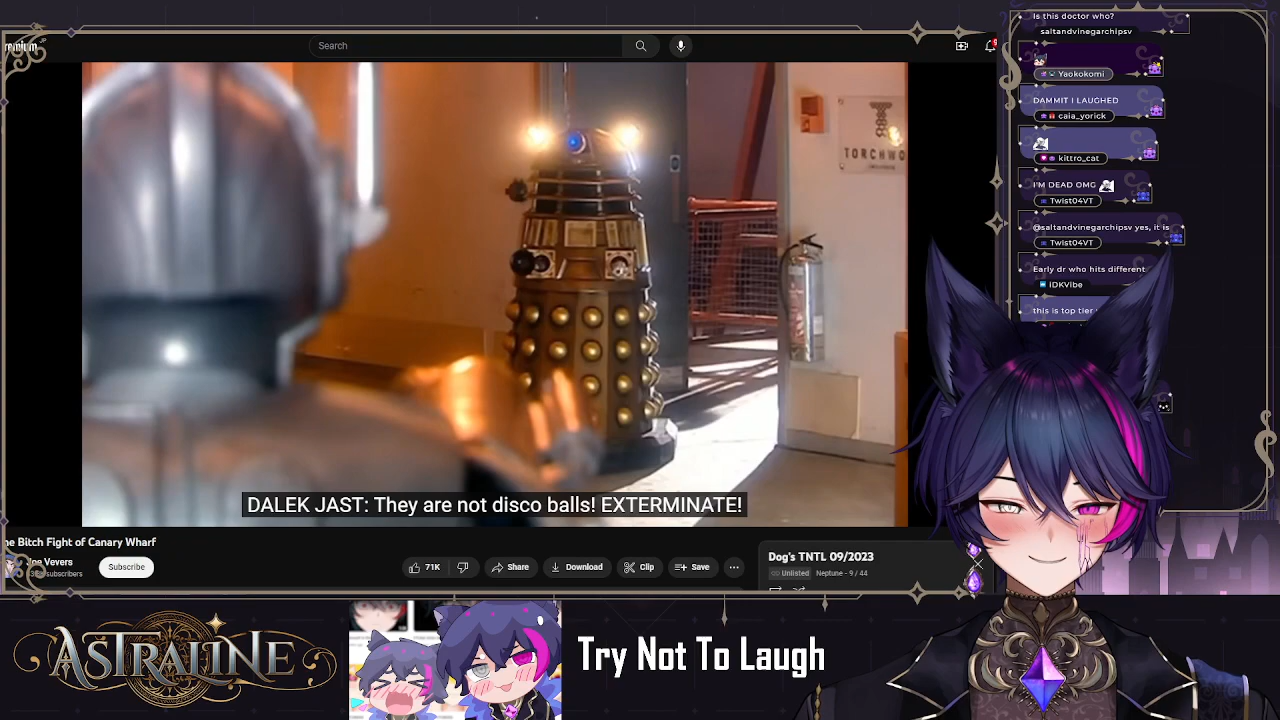 Search
TORCHWO
DALEK JAST: They are not disco balls! EXTERMINATE!
he Bitch Fight of Canary Wharf
Vevers
subscribers
Subscribe
71K
Share
Download
Clip
Save
Dog's TNTL 09/2023
Unlisted
Neptune - 9 / 44
Is this doctor who?
saltandvinegarchipsv
Yaokokomi
DAMMIT I LAUGHED
caia_yorick
kittro_cat
I'M DEAD OMG
Twist04VT
@saltandvinegarchipsv yes, it is
Twist04VT
Early dr who hits different
IDKVibe
this is top tier
ASTRALINE
Try Not To Laugh